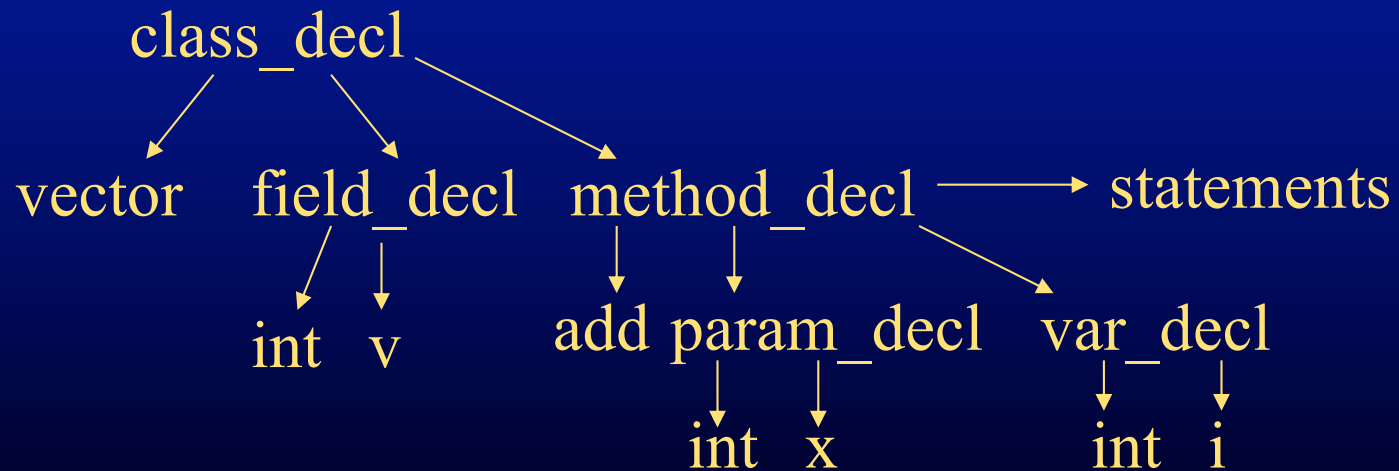 class_decl
vector field_decl method_decl statements
int v add param_decl var_decl
int x int i